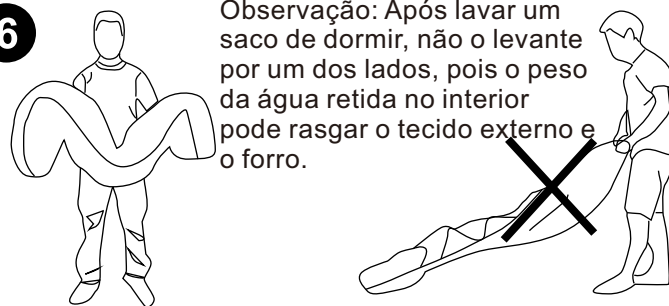 6
Observação: Após lavar um
saco de dormir, não o levante
por um dos lados, pois o peso
da água retida no interior
pode rasgar o tecido externo e
o forro.